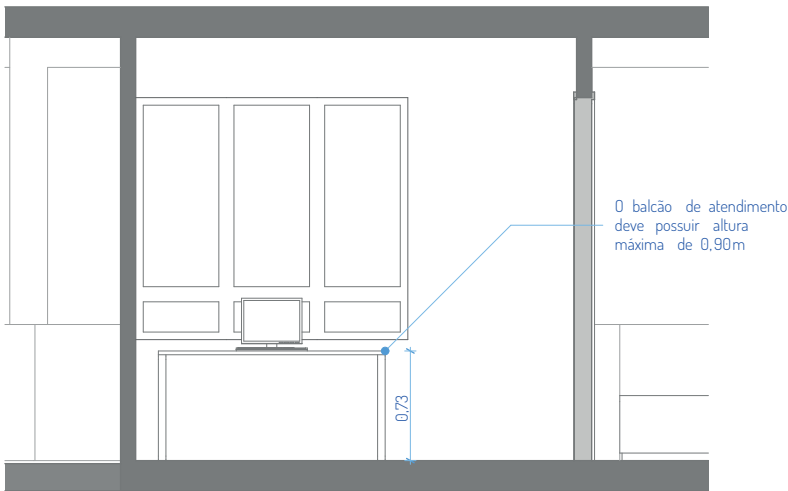 O balcão de atendimento
deve possuir altura
máxima de 0,90m
0,73